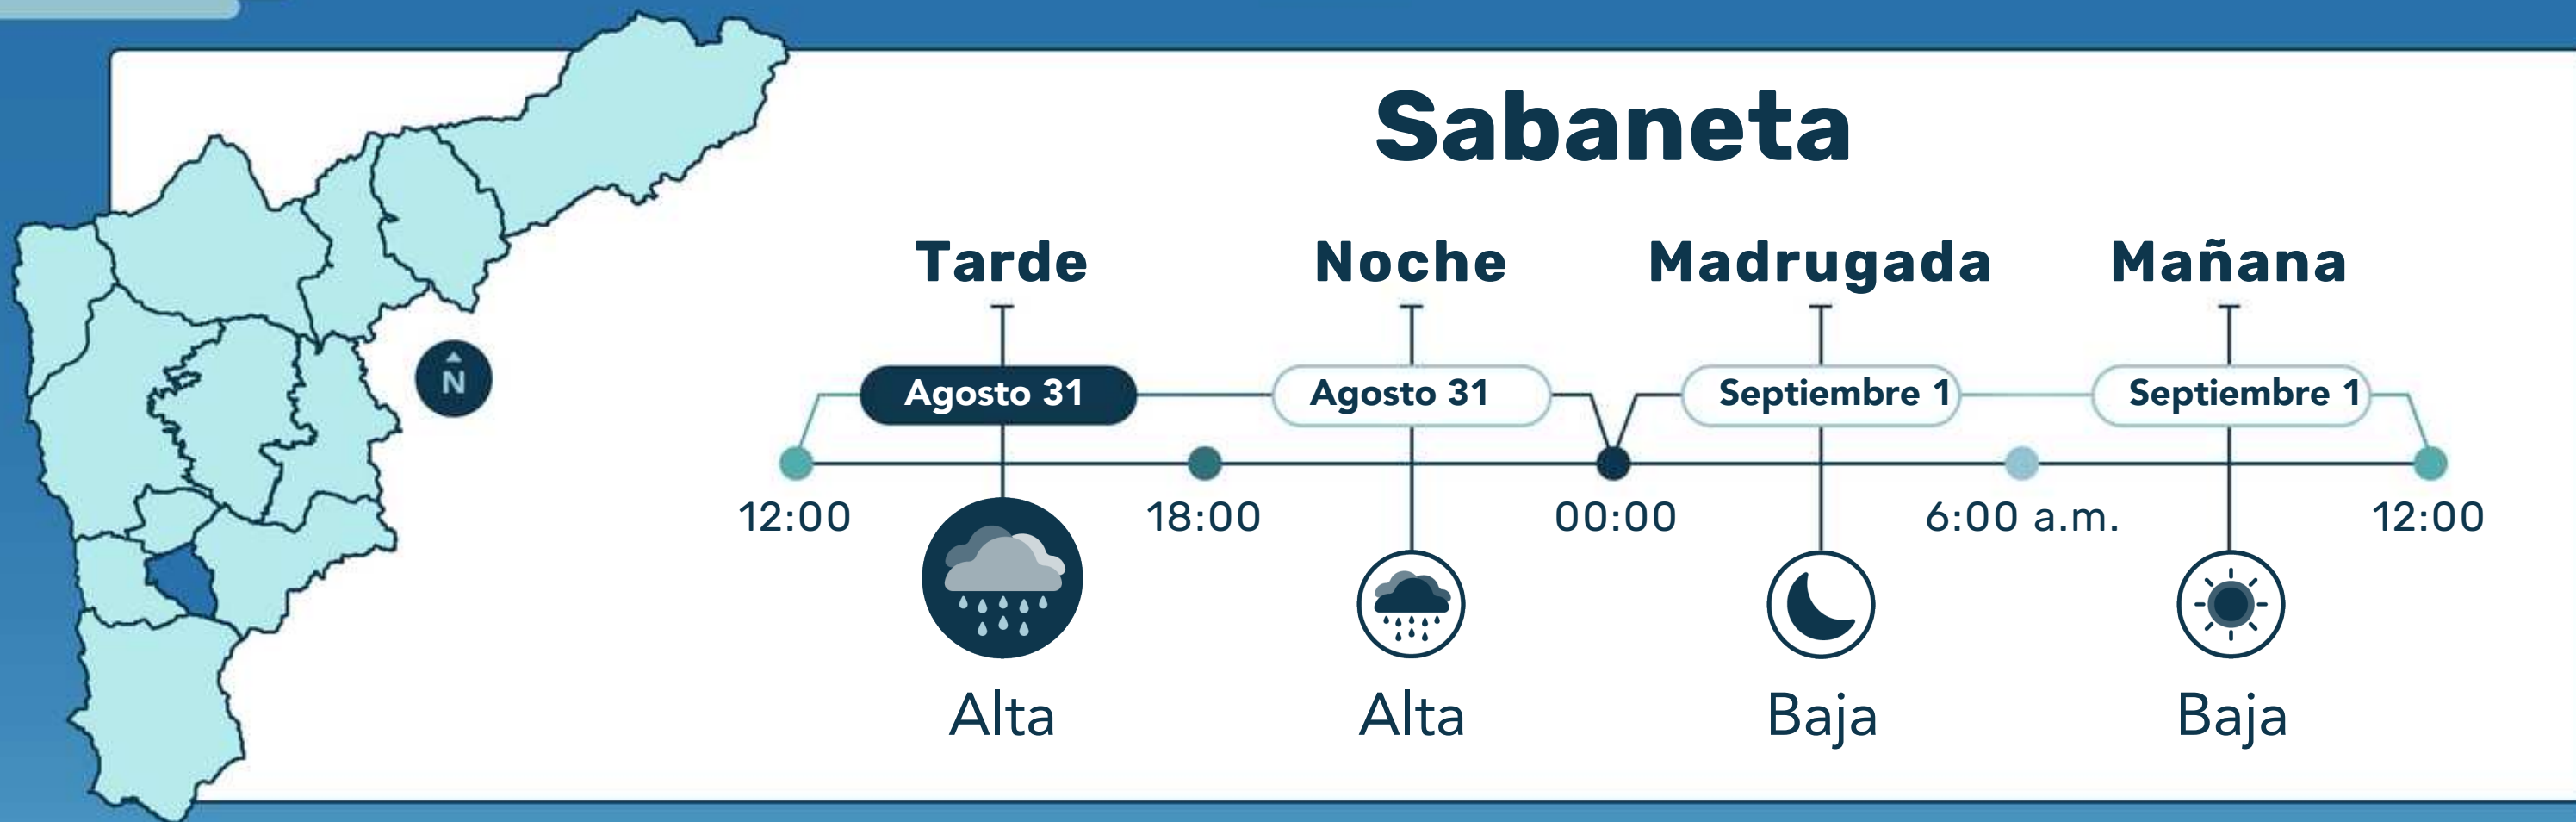 Sabaneta
Tarde Noche Madrugada Mañana
Agosto 31 Agosto 31 Septiembre 1 Septiembre 1
N
12:00 18:00 00:00 6:00 a.m. 12:00
Alta Alta Baja Baja